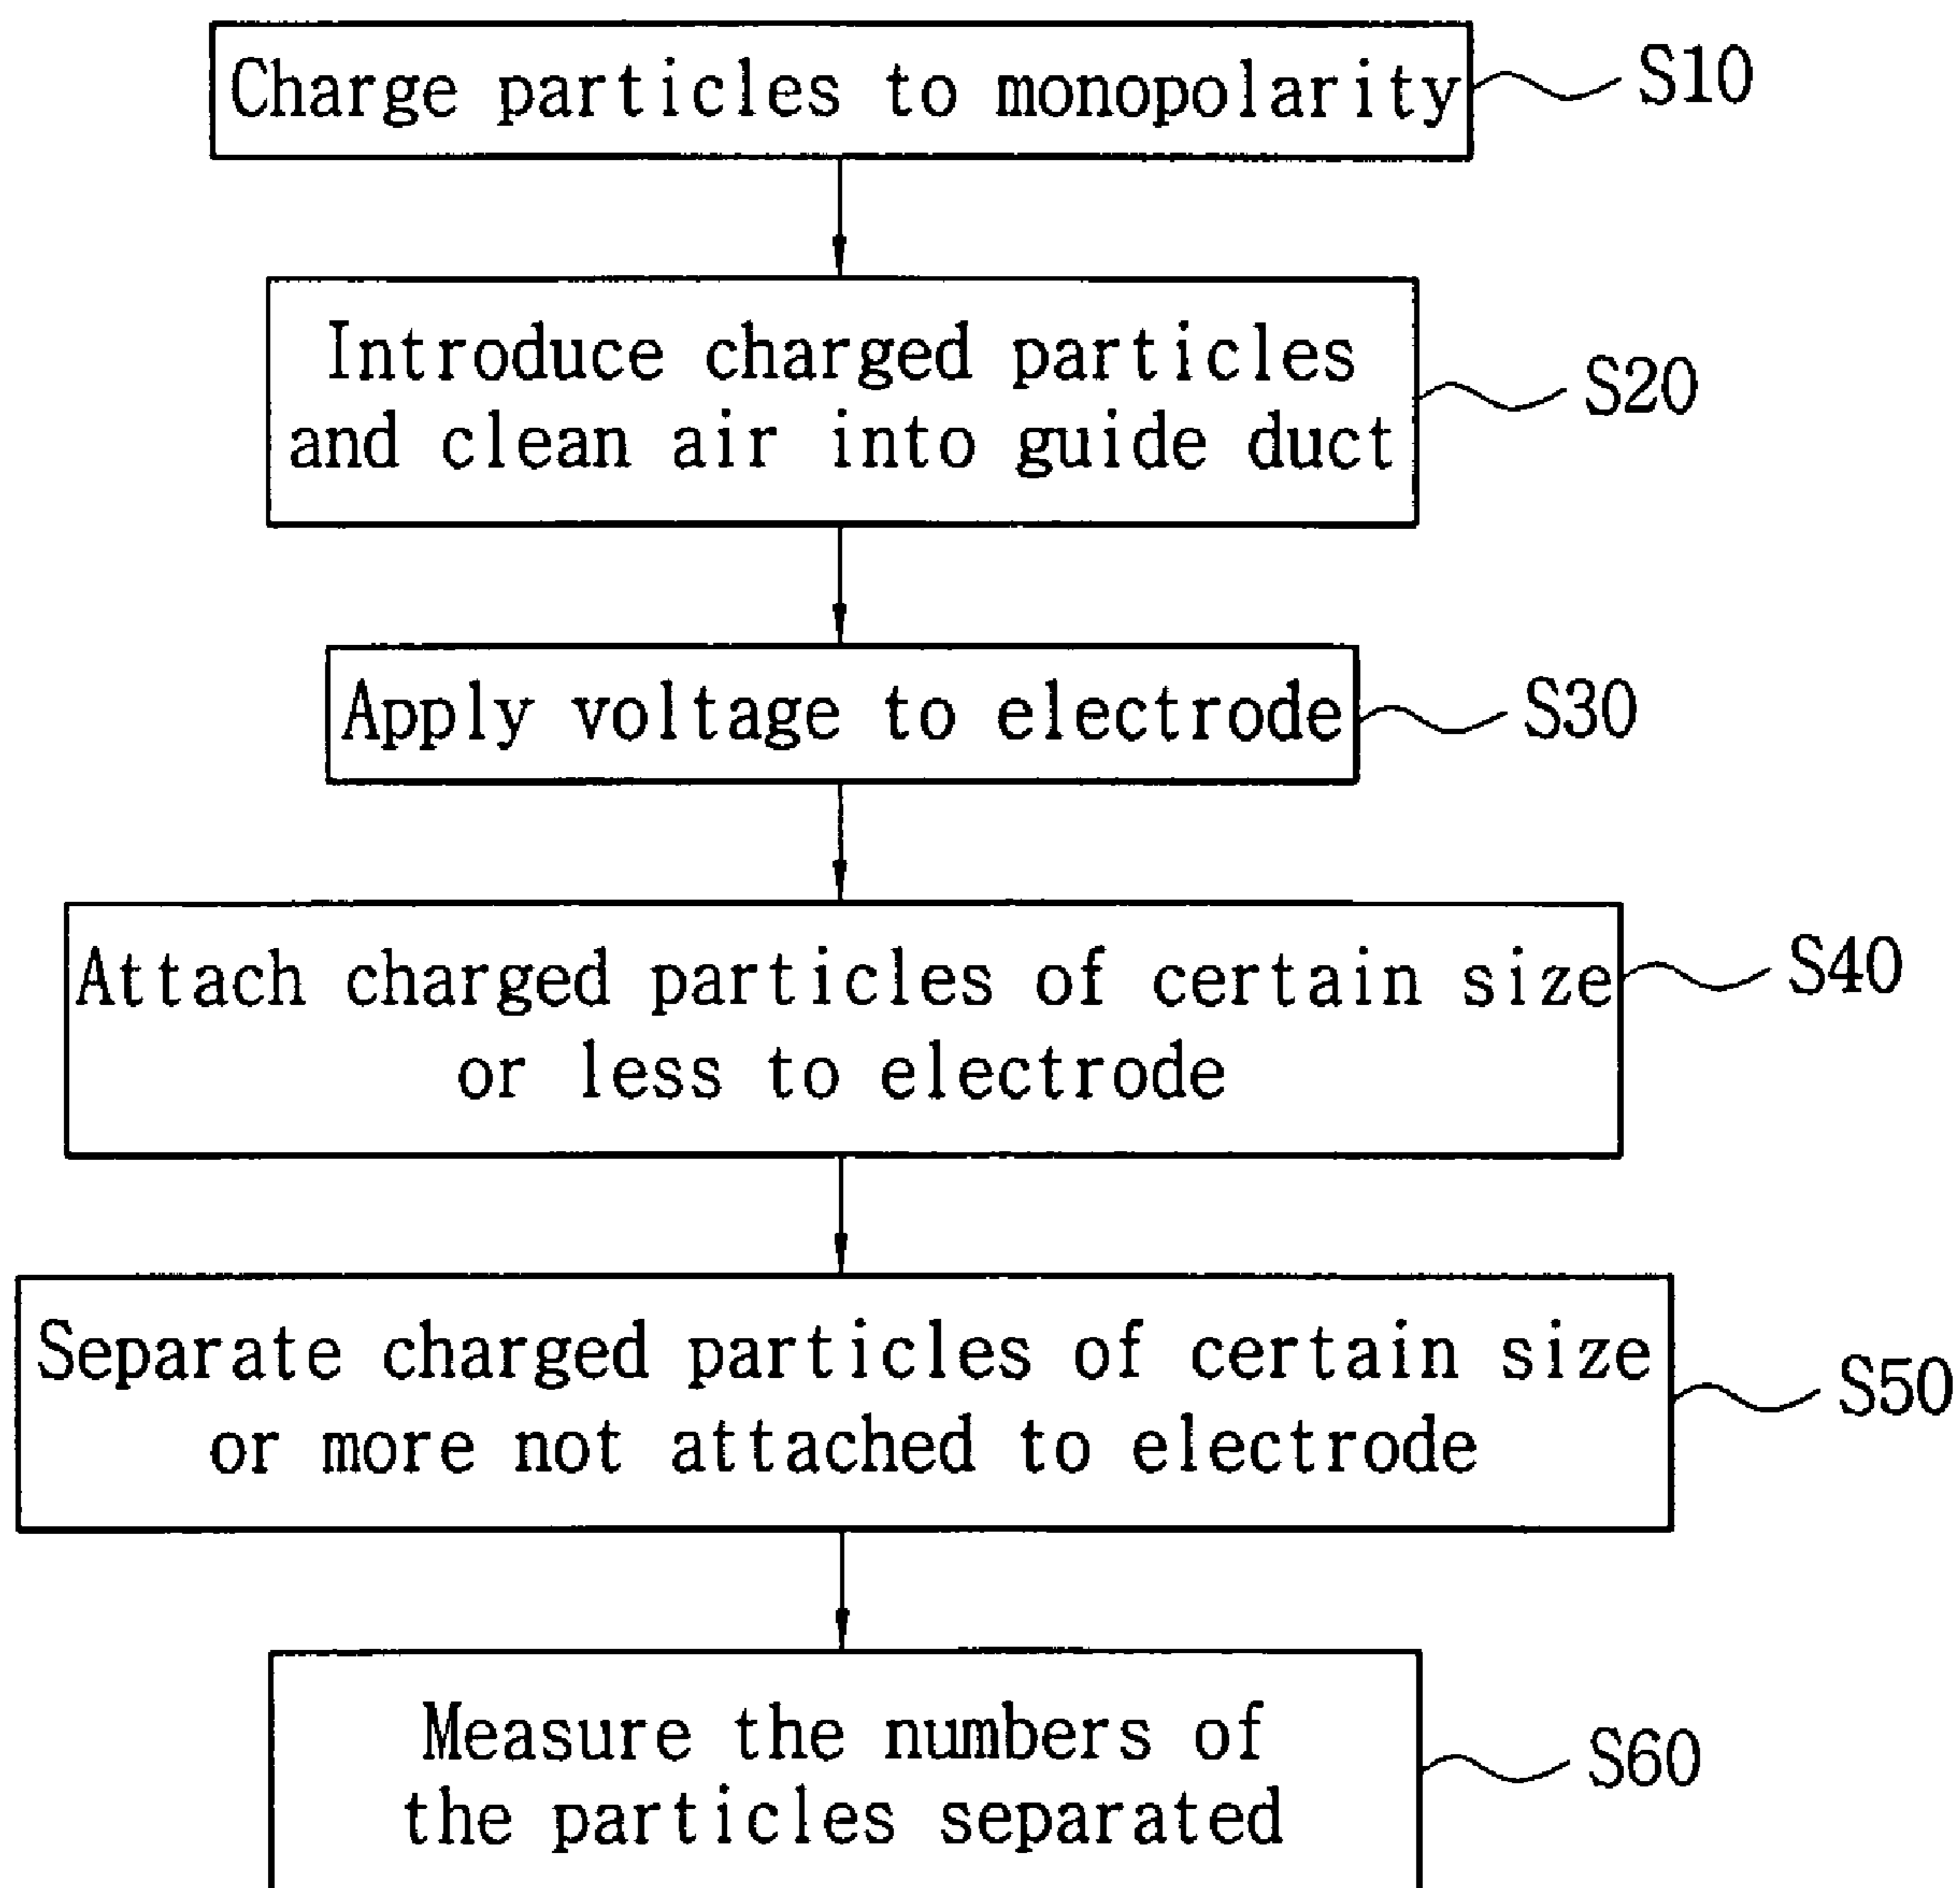 Charge particles to monopolarity
S10
Introduce charged particles
and clean air into guide duct
S20
Apply voltage to electrode
S30
Attach charged particles of certain size
or less to electrode
S40
Separate charged particles of certain size
or more not attached to electrode
S50
Measure the numbers of
the particles separated
S60